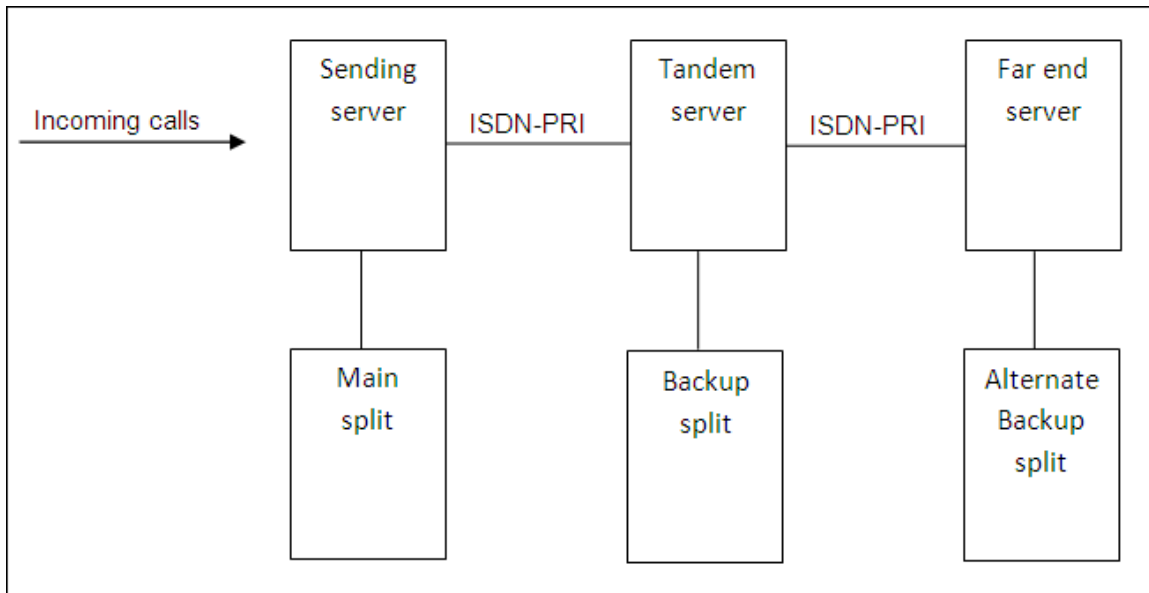 Sending
server
Tandem
server
Far end
server
Incoming calls
ISDN-PRI
ISDN-PRI
Main
split
Backup
split
Alternate
Backup
split